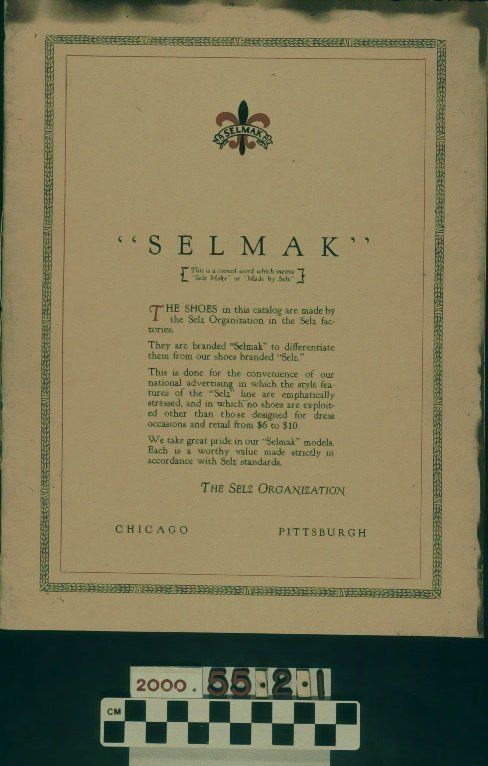 SELMAK
"SELMAK"
[This is a coined word which means
"Selz Make" or "Made by Selz"]
THE SHOES in this catalog are made by
the Selz Organization in the Selz fac-
tories.
They are branded "Selmak" to differentiate
them from our shoes branded "Selz."
This is done for the convenience of our
national advertising in which the style fea-
tures of the "Selz" line are emphatically
stressed, and in which no shoes are exploit-
ed other than those designed for dress
occasions and retail from $6 to $10.
We take great pride in our "Selmak" models.
Each is a worthy value made strictly in
accordance with Selz standards.
THE SELZ ORGANIZATION
CHICAGO PITTSBURGH
2000.55.2.1
CM